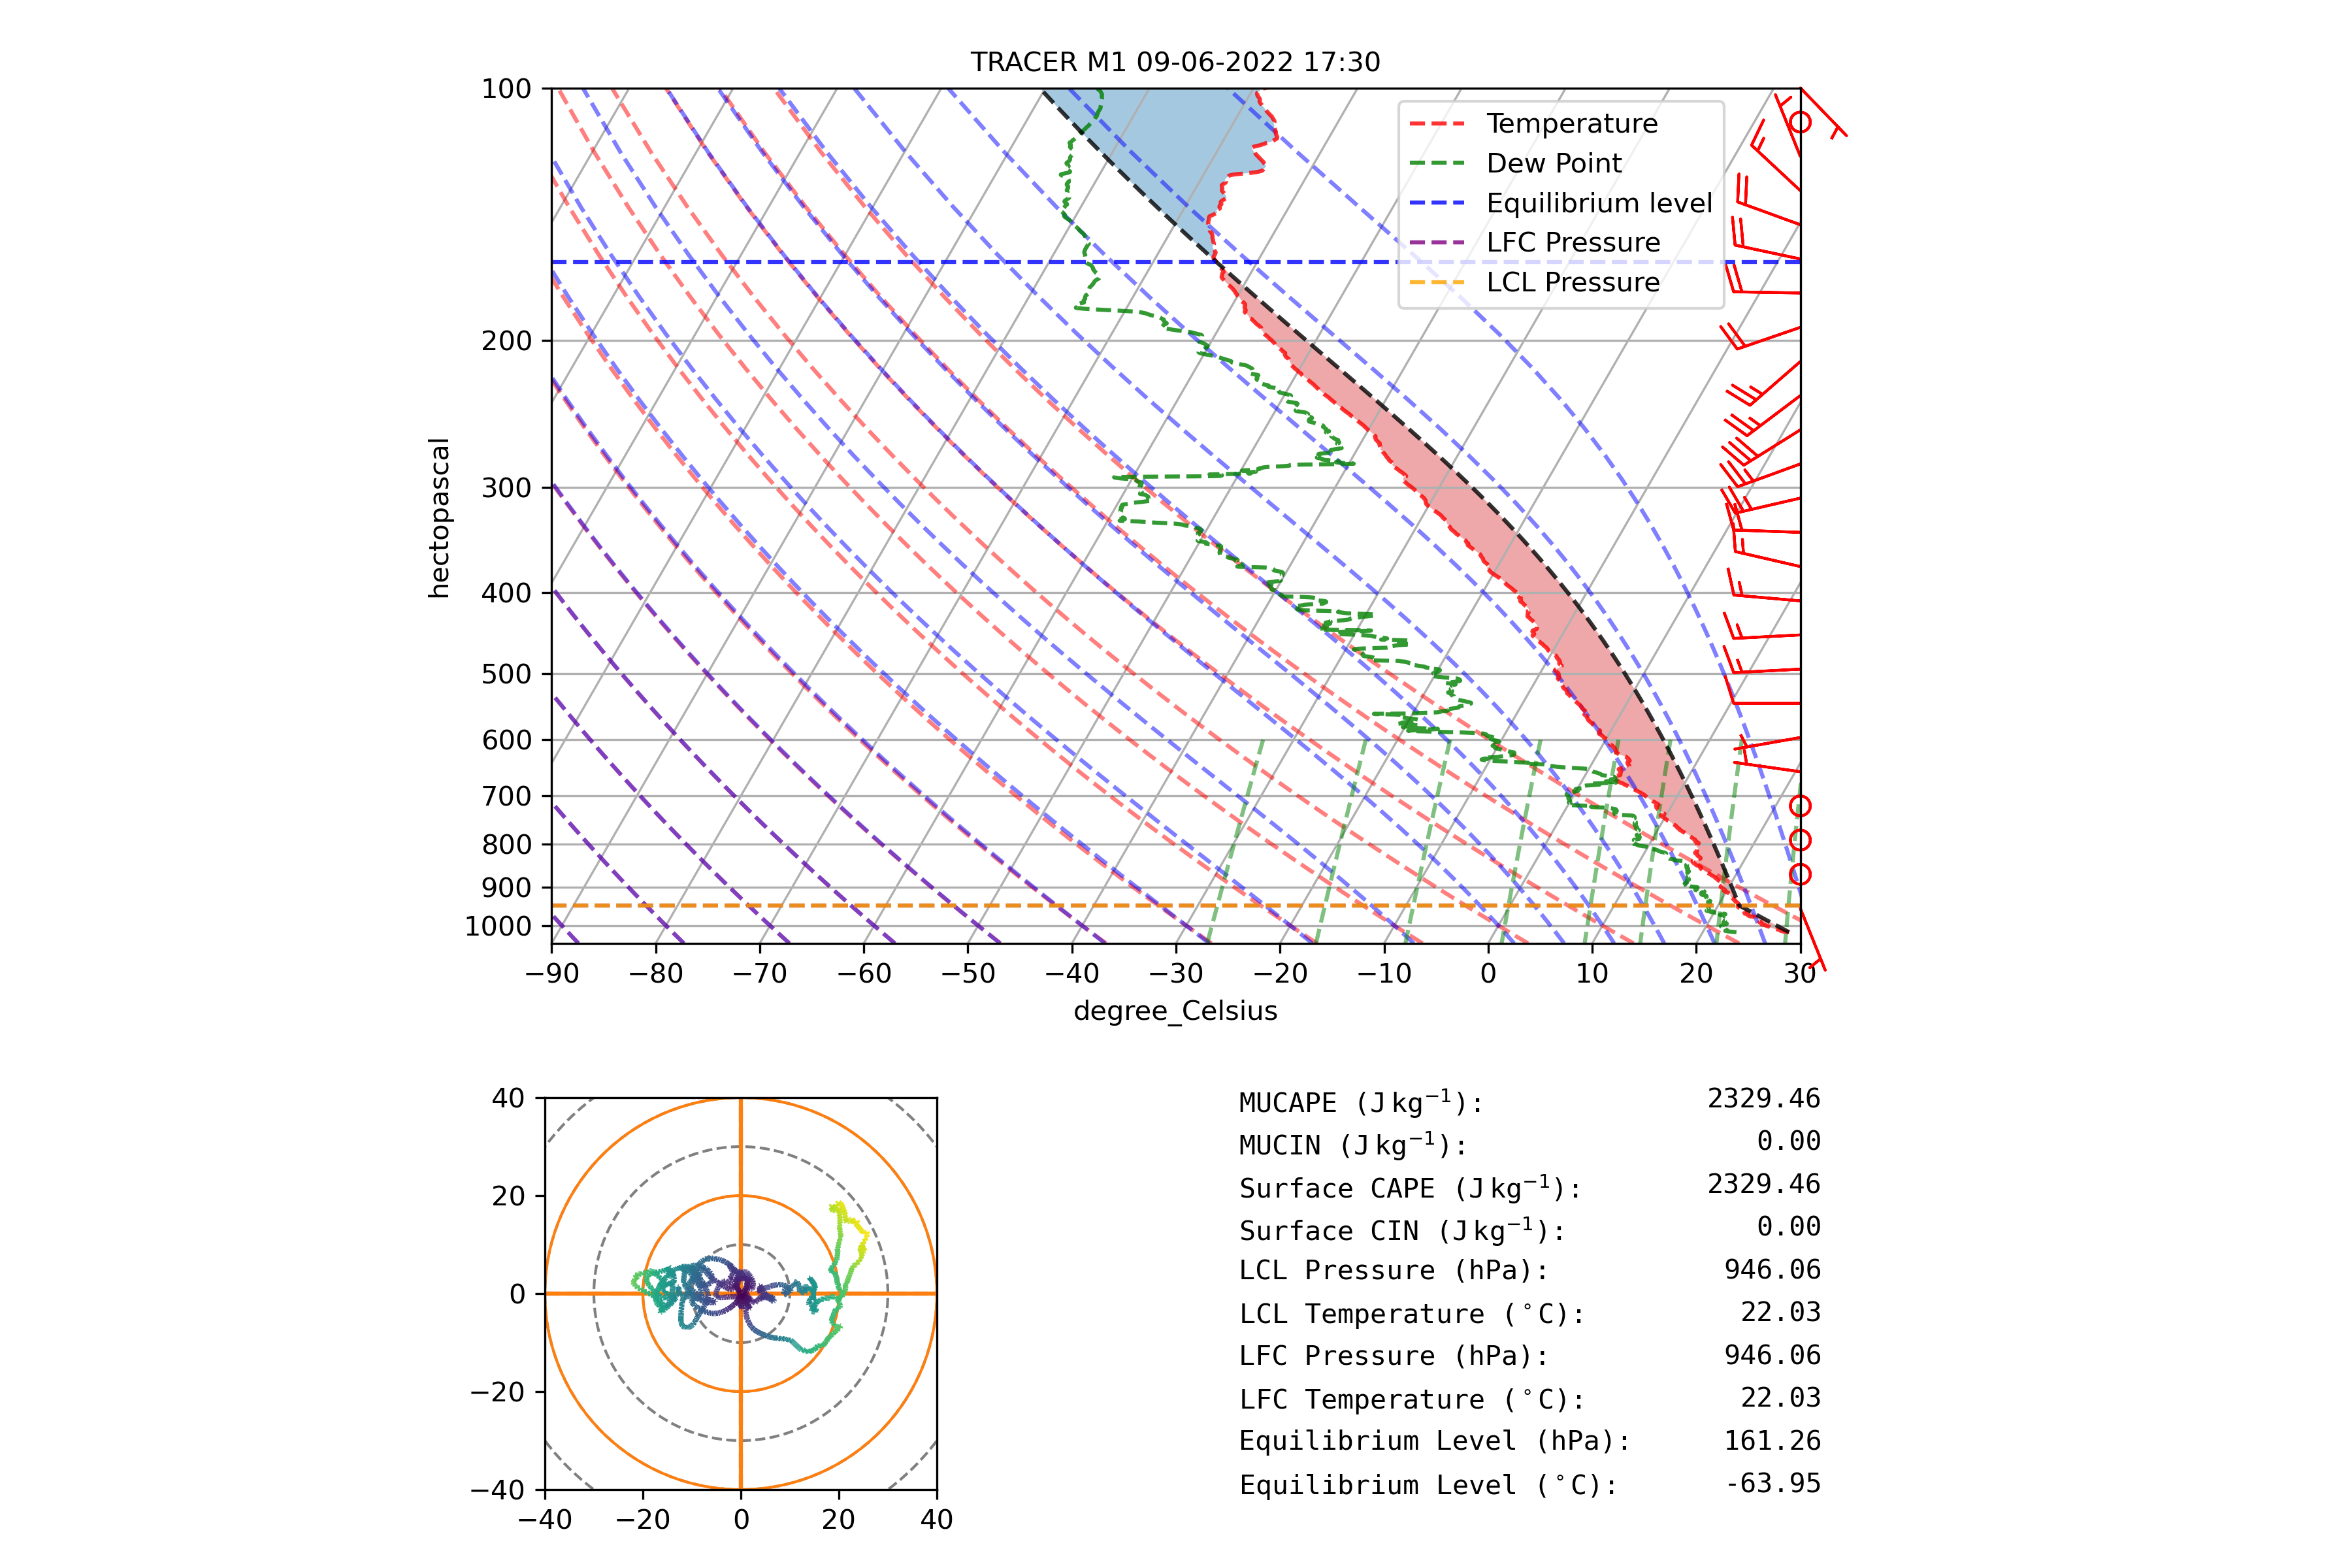 TRACER M1 09-06-2022 17:30
100
200
300
400
500
600
700
800
900
1000
hectopascal
Temperature
Dew Point
Equilibrium level
LFC Pressure
LCL Pressure
−90 −80 −70 −60 −50 −40 −30 −20 −10 0 10 20 30
degree_Celsius
40
20
0
−20
−40
−40 −20 0 20 40
MUCAPE (J kg⁻¹): 2329.46
MUCIN (J kg⁻¹): 0.00
Surface CAPE (J kg⁻¹): 2329.46
Surface CIN (J kg⁻¹): 0.00
LCL Pressure (hPa): 946.06
LCL Temperature (°C): 22.03
LFC Pressure (hPa): 946.06
LFC Temperature (°C): 22.03
Equilibrium Level (hPa): 161.26
Equilibrium Level (°C): -63.95